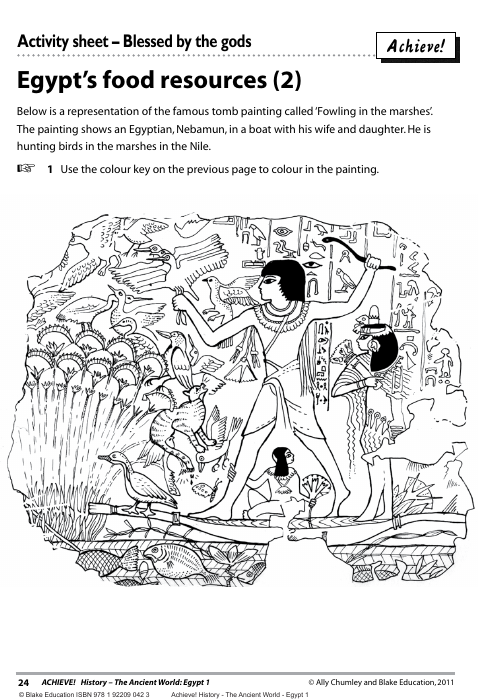 Activity sheet – Blessed by the gods
Achieve!
Egypt's food resources (2)
Below is a representation of the famous tomb painting called 'Fowling in the marshes'.
The painting shows an Egyptian, Nebamun, in a boat with his wife and daughter. He is
hunting birds in the marshes in the Nile.
1 Use the colour key on the previous page to colour in the painting.
24 ACHIEVE! History – The Ancient World: Egypt 1 © Ally Chumley and Blake Education, 2011
© Blake Education ISBN 978 1 92209 042 3 Achieve! History - The Ancient World - Egypt 1